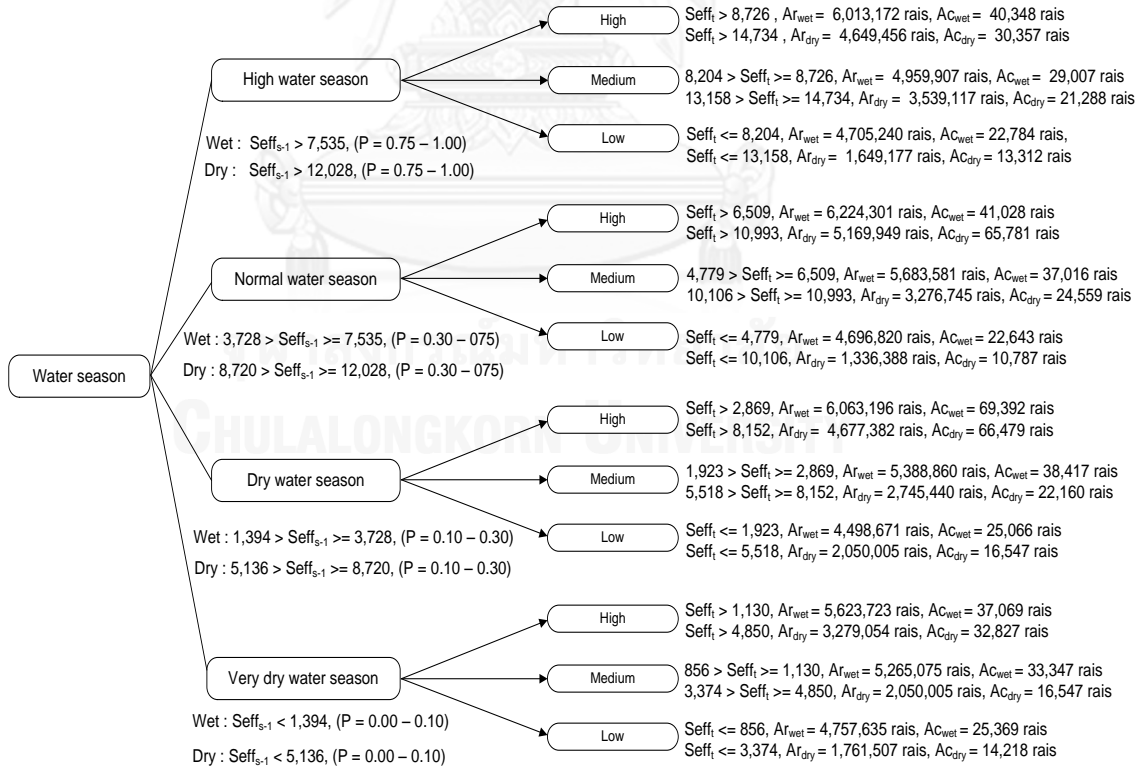 Water season
High water season
Wet : Seff_s-1 > 7,535, (P = 0.75 – 1.00)
Dry : Seff_s-1 > 12,028, (P = 0.75 – 1.00)
High
Seff_t > 8,726 , Ar_wet = 6,013,172 rais, Ac_wet = 40,348 rais
Seff_t > 14,734 , Ar_dry = 4,649,456 rais, Ac_dry = 30,357 rais
Medium
8,204 > Seff_t >= 8,726, Ar_wet = 4,959,907 rais, Ac_wet = 29,007 rais
13,158 > Seff_t >= 14,734, Ar_dry = 3,539,117 rais, Ac_dry = 21,288 rais
Low
Seff_t <= 8,204, Ar_wet = 4,705,240 rais, Ac_wet = 22,784 rais,
Seff_t <= 13,158, Ar_dry = 1,649,177 rais, Ac_dry = 13,312 rais
Normal water season
Wet : 3,728 > Seff_s-1 >= 7,535, (P = 0.30 – 075)
Dry : 8,720 > Seff_s-1 >= 12,028, (P = 0.30 – 075)
High
Seff_t > 6,509, Ar_wet = 6,224,301 rais, Ac_wet = 41,028 rais
Seff_t > 10,993, Ar_dry = 5,169,949 rais, Ac_dry = 65,781 rais
Medium
4,779 > Seff_t >= 6,509, Ar_wet = 5,683,581 rais, Ac_wet = 37,016 rais
10,106 > Seff_t >= 10,993, Ar_dry = 3,276,745 rais, Ac_dry = 24,559 rais
Low
Seff_t <= 4,779, Ar_wet = 4,696,820 rais, Ac_wet = 22,643 rais
Seff_t <= 10,106, Ar_dry = 1,336,388 rais, Ac_dry = 10,787 rais
Dry water season
Wet : 1,394 > Seff_s-1 >= 3,728, (P = 0.10 – 0.30)
Dry : 5,136 > Seff_s-1 >= 8,720, (P = 0.10 – 0.30)
High
Seff_t > 2,869, Ar_wet = 6,063,196 rais, Ac_wet = 69,392 rais
Seff_t > 8,152, Ar_dry = 4,677,382 rais, Ac_dry = 66,479 rais
Medium
1,923 > Seff_t >= 2,869, Ar_wet = 5,388,860 rais, Ac_wet = 38,417 rais
5,518 > Seff_t >= 8,152, Ar_dry = 2,745,440 rais, Ac_dry = 22,160 rais
Low
Seff_t <= 1,923, Ar_wet = 4,498,671 rais, Ac_wet = 25,066 rais
Seff_t <= 5,518, Ar_dry = 2,050,005 rais, Ac_dry = 16,547 rais
Very dry water season
Wet : Seff_s-1 < 1,394, (P = 0.00 – 0.10)
Dry : Seff_s-1 < 5,136, (P = 0.00 – 0.10)
High
Seff_t > 1,130, Ar_wet = 5,623,723 rais, Ac_wet = 37,069 rais
Seff_t > 4,850, Ar_dry = 3,279,054 rais, Ac_dry = 32,827 rais
Medium
856 > Seff_t >= 1,130, Ar_wet = 5,265,075 rais, Ac_wet = 33,347 rais
3,374 > Seff_t >= 4,850, Ar_dry = 2,050,005 rais, Ac_dry = 16,547 rais
Low
Seff_t <= 856, Ar_wet = 4,757,635 rais, Ac_wet = 25,369 rais
Seff_t <= 3,374, Ar_dry = 1,761,507 rais, Ac_dry = 14,218 rais
CHULALONGKORN UNIVERSITY